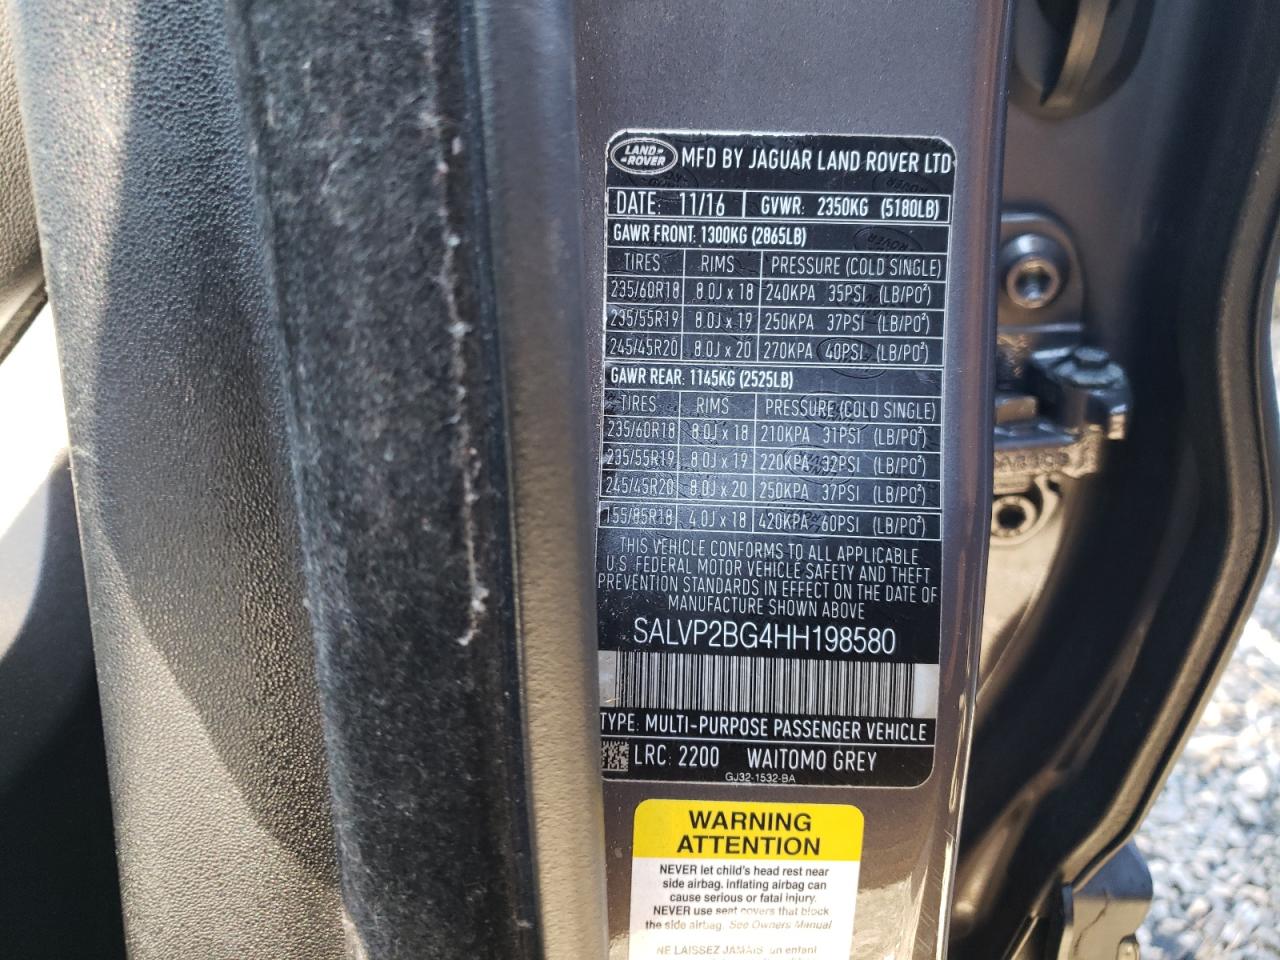 LAND-
-ROVER
MFD BY JAGUAR LAND ROVER LTD
DATE: 11/16 GVWR: 2350KG (5180LB)
GAWR FRONT: 1300KG (2865LB)
TIRES RIMS PRESSURE (COLD SINGLE)
235/60R18 8.0J x 18 240KPA 35PSI (LB/PO²)
235/55R19 8.0J x 19 250KPA 37PSI (LB/PO²)
245/45R20 8.0J x 20 270KPA 40PSI (LB/PO²)
GAWR REAR: 1145KG (2525LB)
TIRES RIMS PRESSURE (COLD SINGLE)
235/60R18 8.0J x 18 210KPA 31PSI (LB/PO²)
235/55R19 8.0J x 19 220KPA 32PSI (LB/PO²)
245/45R20 8.0J x 20 250KPA 37PSI (LB/PO²)
155/85R18 4.0J x 18 420KPA 60PSI (LB/PO²)
THIS VEHICLE CONFORMS TO ALL APPLICABLE
U.S. FEDERAL MOTOR VEHICLE SAFETY AND THEFT
PREVENTION STANDARDS IN EFFECT ON THE DATE OF
MANUFACTURE SHOWN ABOVE
SALVP2BG4HH198580
TYPE: MULTI-PURPOSE PASSENGER VEHICLE
LRC: 2200 WAITOMO GREY
GJ32-1532-BA
WARNING
ATTENTION
NEVER let child's head rest near
side airbag, inflating airbag can
cause serious or fatal injury.
NEVER use seat covers that block
the side airbag. See Owners Manual
NE LAISSEZ JAMAIS un enfant